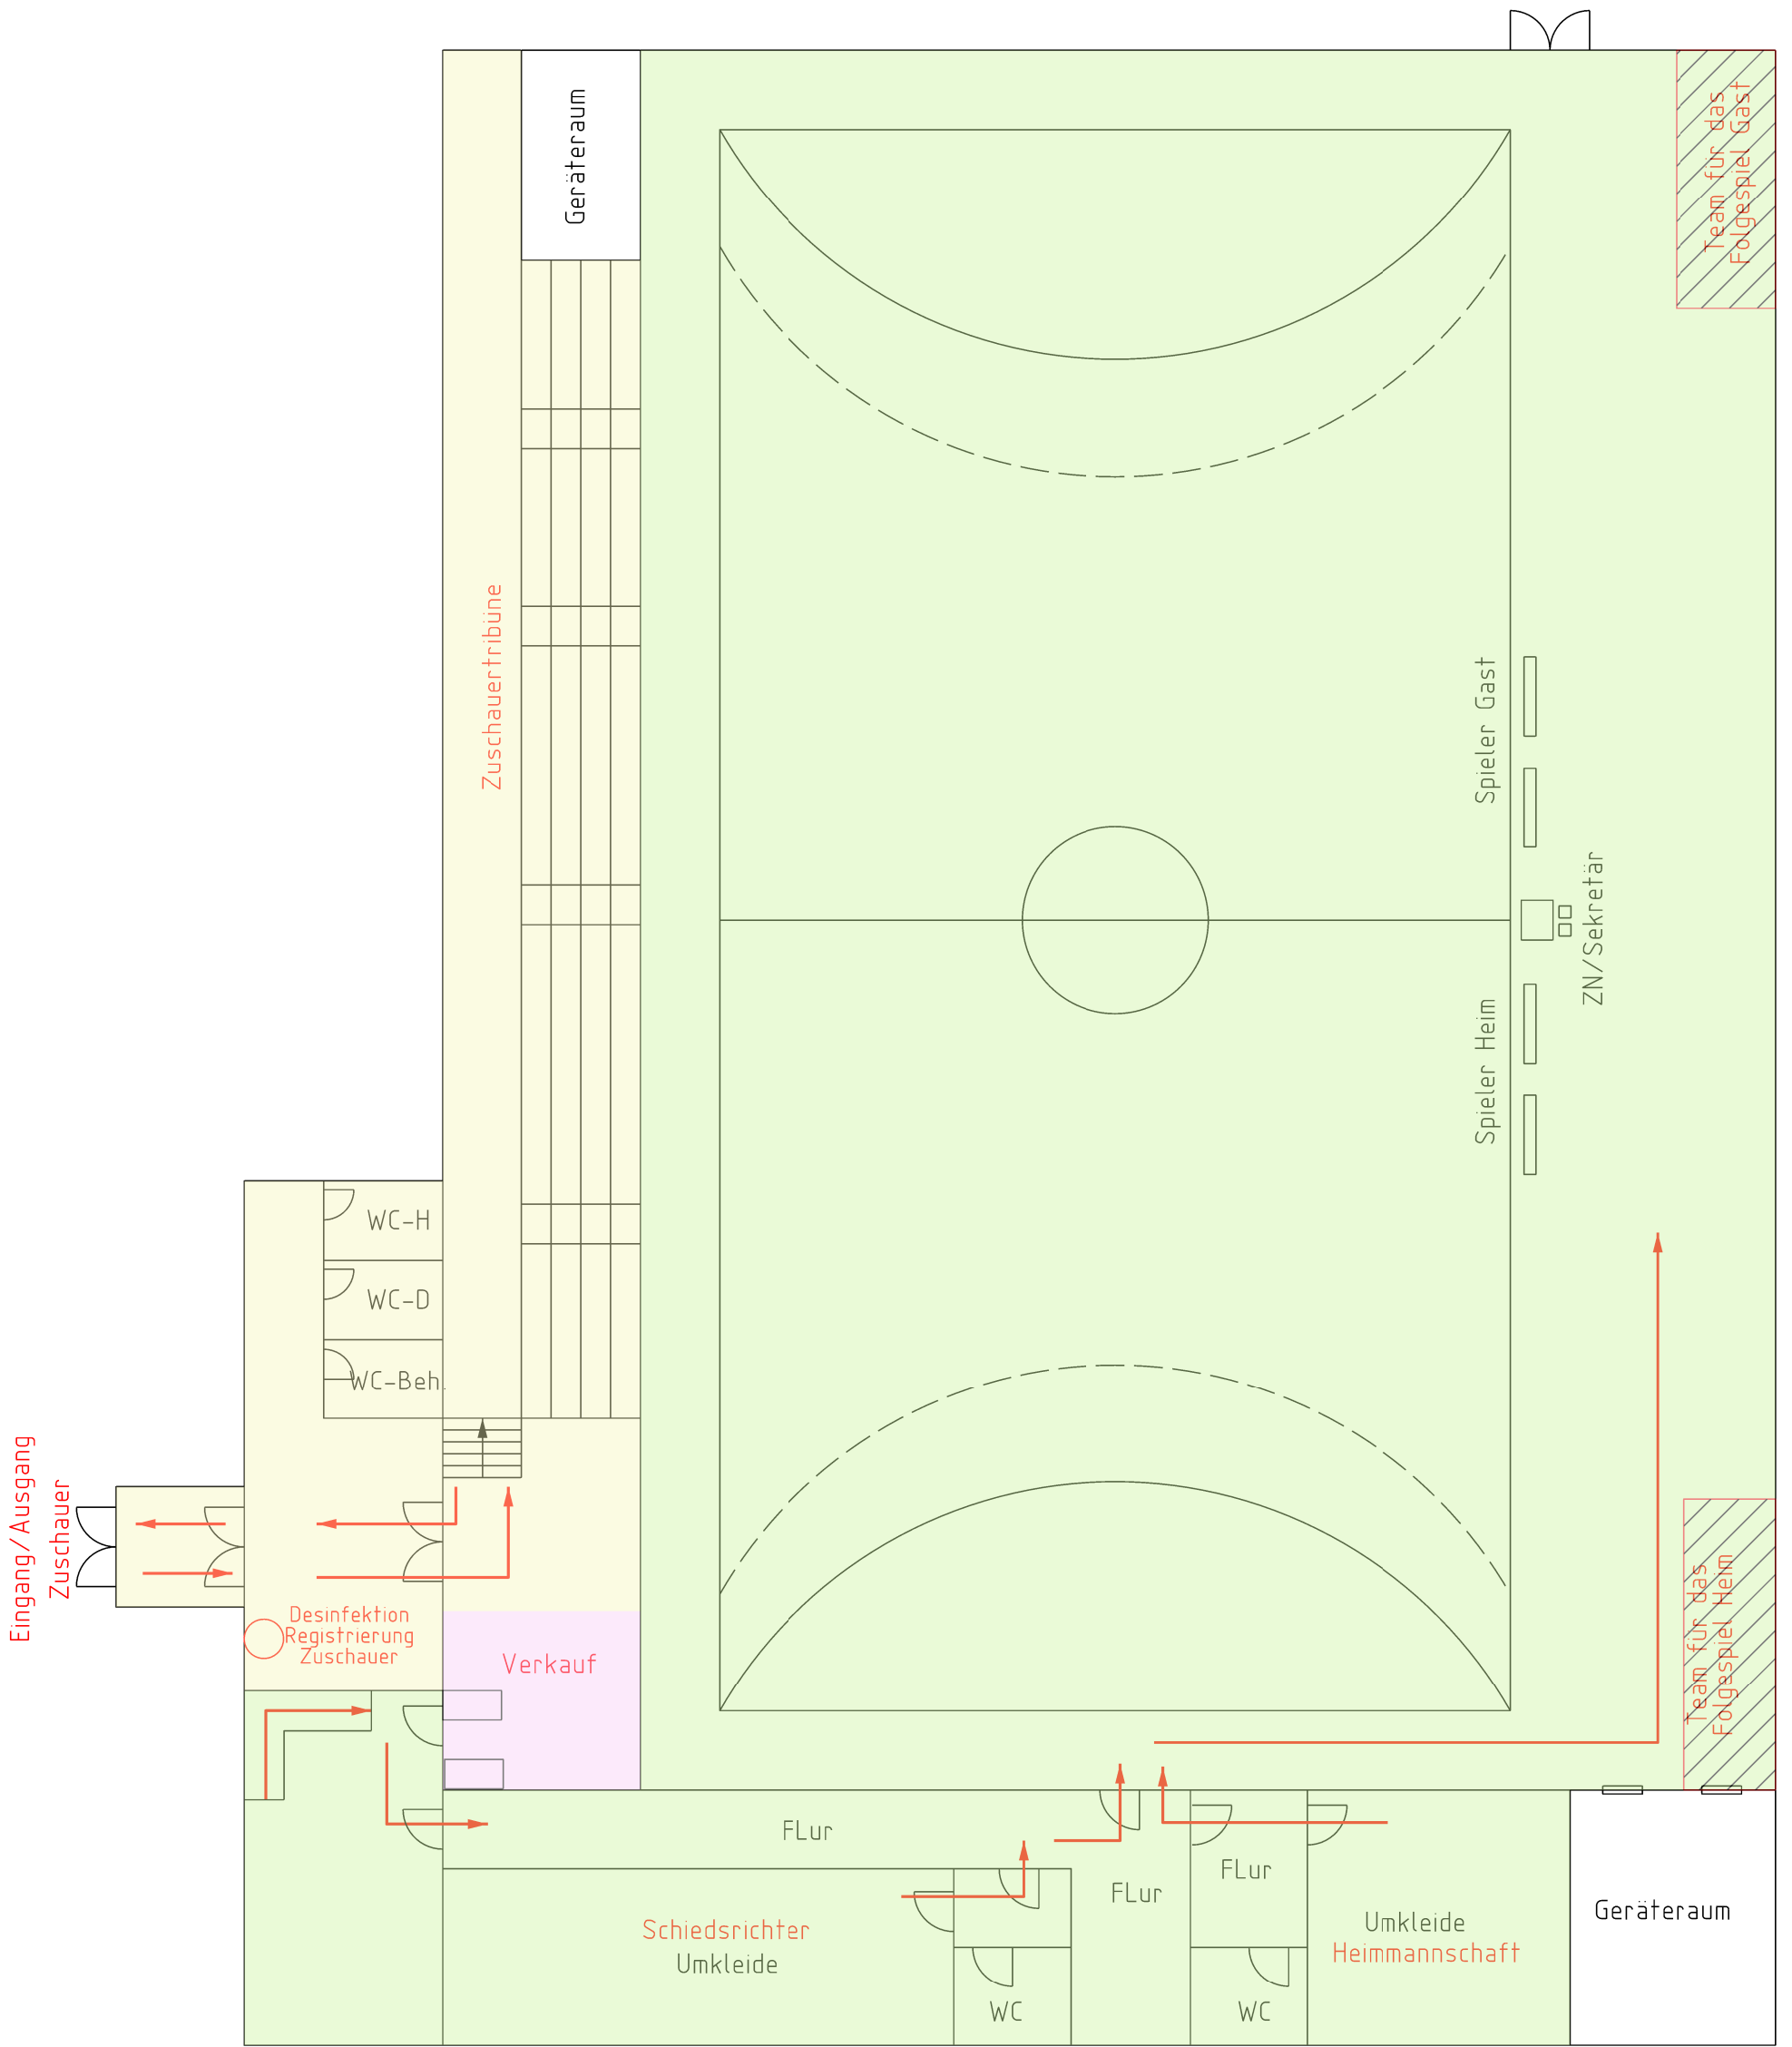 Geräteraum
Team für das
Folgespiel Gast
Zuschauertribüne
Spieler Gast
ZN/Sekretär
Spieler Heim
WC-H
WC-D
WC-Beh.
Eingang/Ausgang
Zuschauer
Desinfektion
Registrierung
Zuschauer
Verkauf
Team für das
Folgespiel Heim
FLur
FLur
FLur
Schiedsrichter
Umkleide
WC
WC
Umkleide
Heimmannschaft
Geräteraum